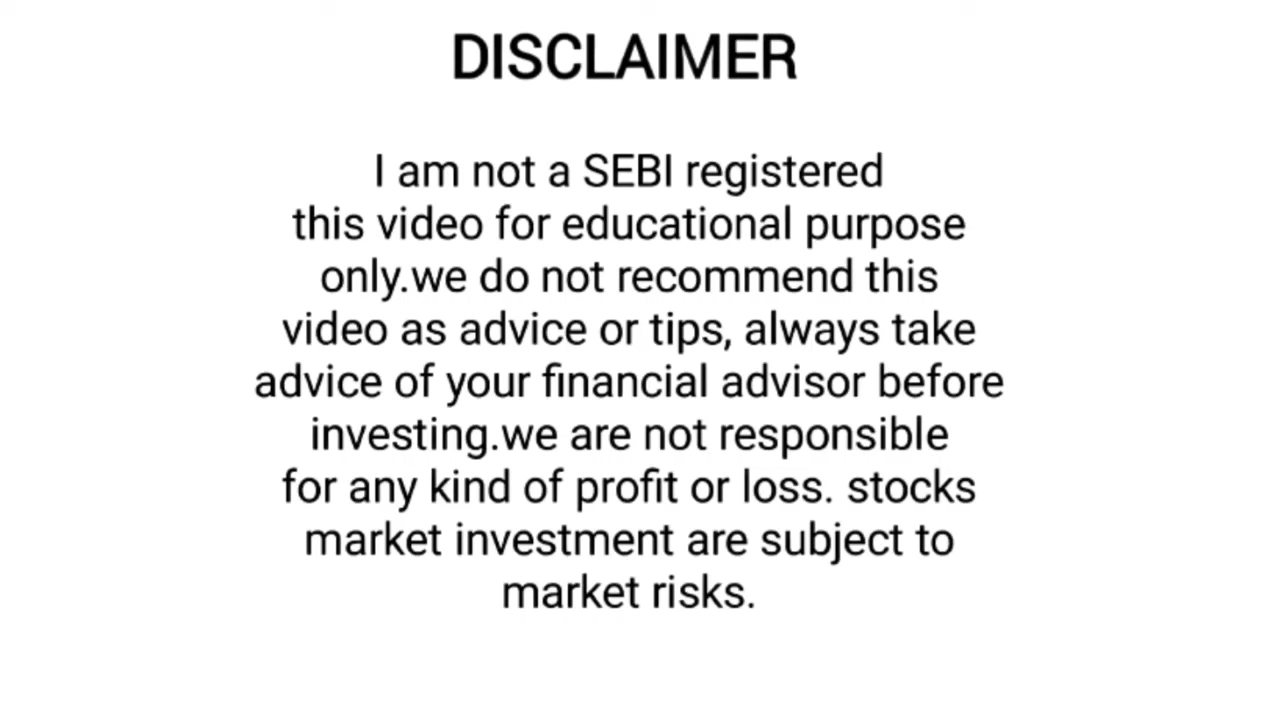 DISCLAIMER
I am not a SEBI registered
this video for educational purpose
only.we do not recommend this
video as advice or tips, always take
advice of your financial advisor before
investing.we are not responsible
for any kind of profit or loss. stocks
market investment are subject to
market risks.